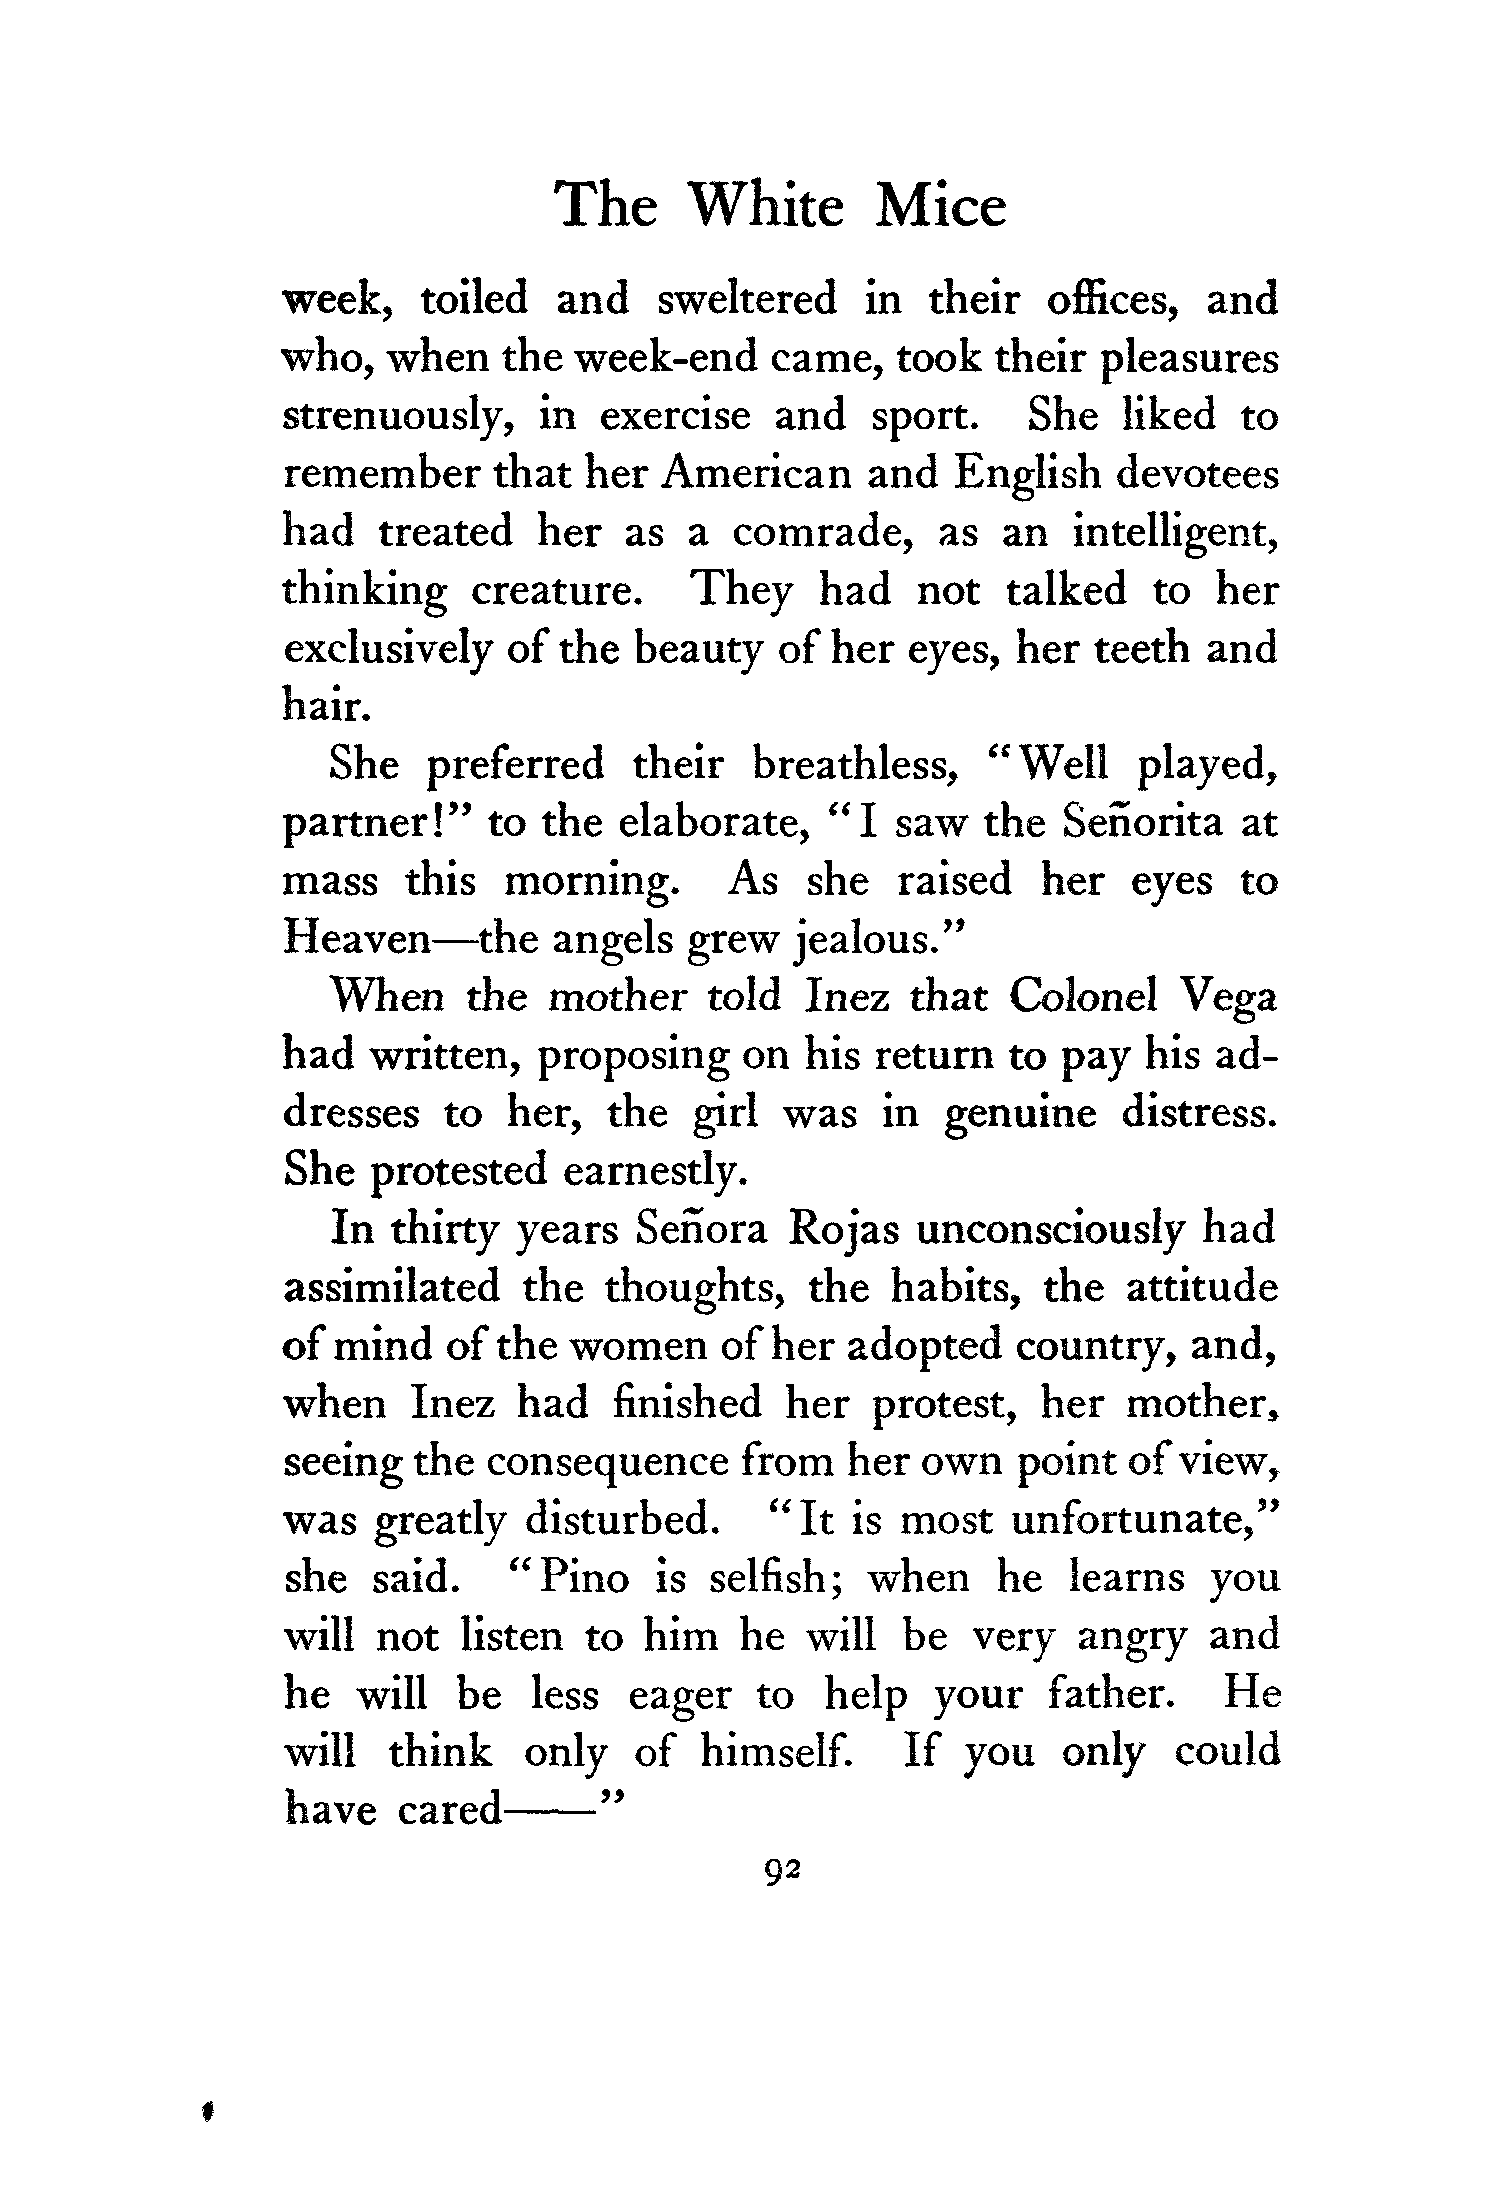 The White Mice
week, toiled and sweltered in their offices, and
who, when the week-end came, took their pleasures
strenuously, in exercise and sport. She liked to
remember that her American and English devotees
had treated her as a comrade, as an intelligent,
thinking creature. They had not talked to her
exclusively of the beauty of her eyes, her teeth and
hair.
She preferred their breathless, “Well played,
partner!” to the elaborate, “I saw the Señorita at
mass this morning. As she raised her eyes to
Heaven—the angels grew jealous.”
When the mother told Inez that Colonel Vega
had written, proposing on his return to pay his ad-
dresses to her, the girl was in genuine distress.
She protested earnestly.
In thirty years Señora Rojas unconsciously had
assimilated the thoughts, the habits, the attitude
of mind of the women of her adopted country, and,
when Inez had finished her protest, her mother,
seeing the consequence from her own point of view,
was greatly disturbed. “It is most unfortunate,”
she said. “Pino is selfish; when he learns you
will not listen to him he will be very angry and
he will be less eager to help your father. He
will think only of himself. If you only could
have cared——”
92